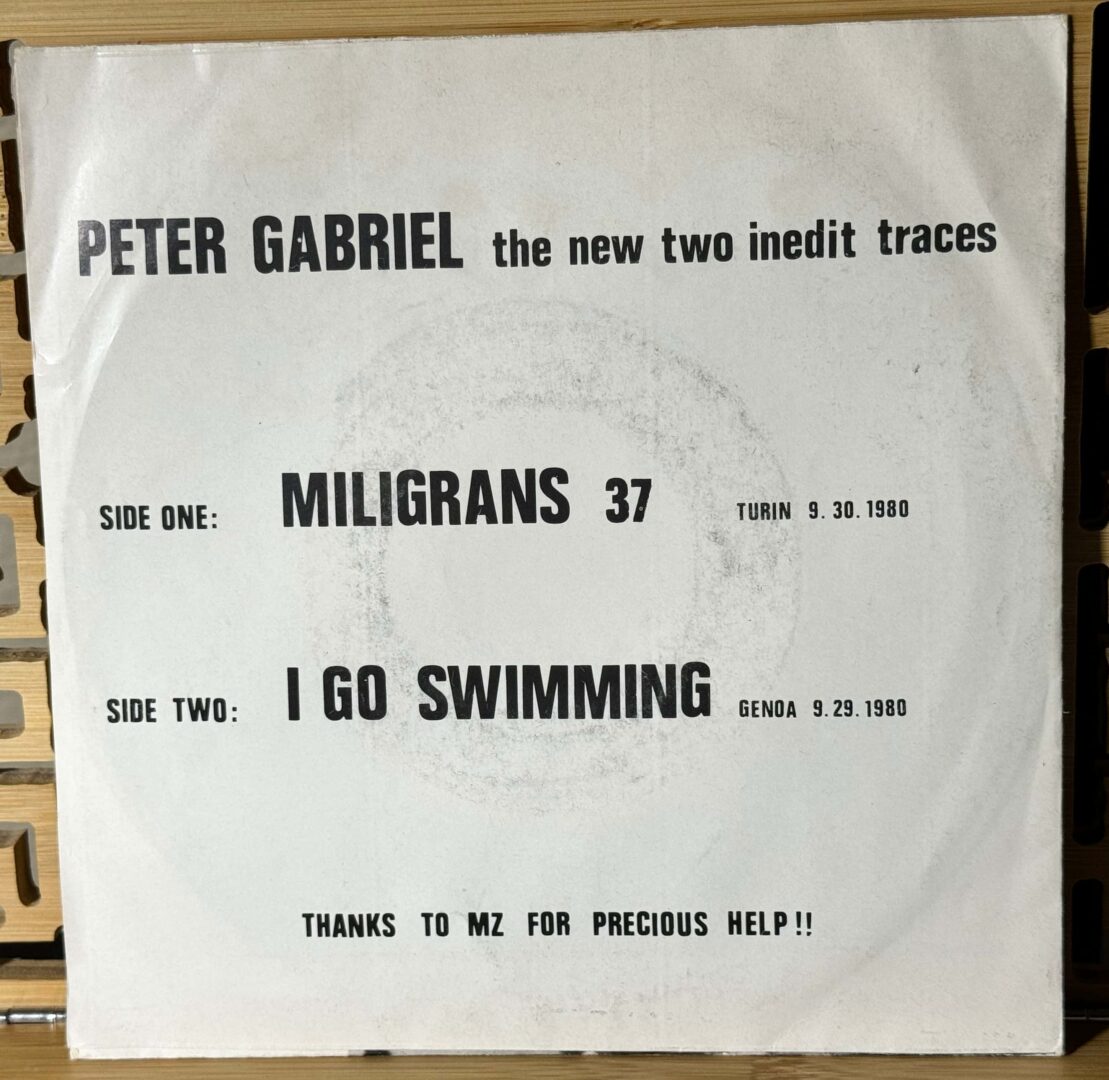 PETER GABRIEL the new two inedit traces
SIDE ONE: MILIGRANS 37 TURIN 9.30.1980
SIDE TWO: I GO SWIMMING GENOA 9.29.1980
THANKS TO MZ FOR PRECIOUS HELP!!